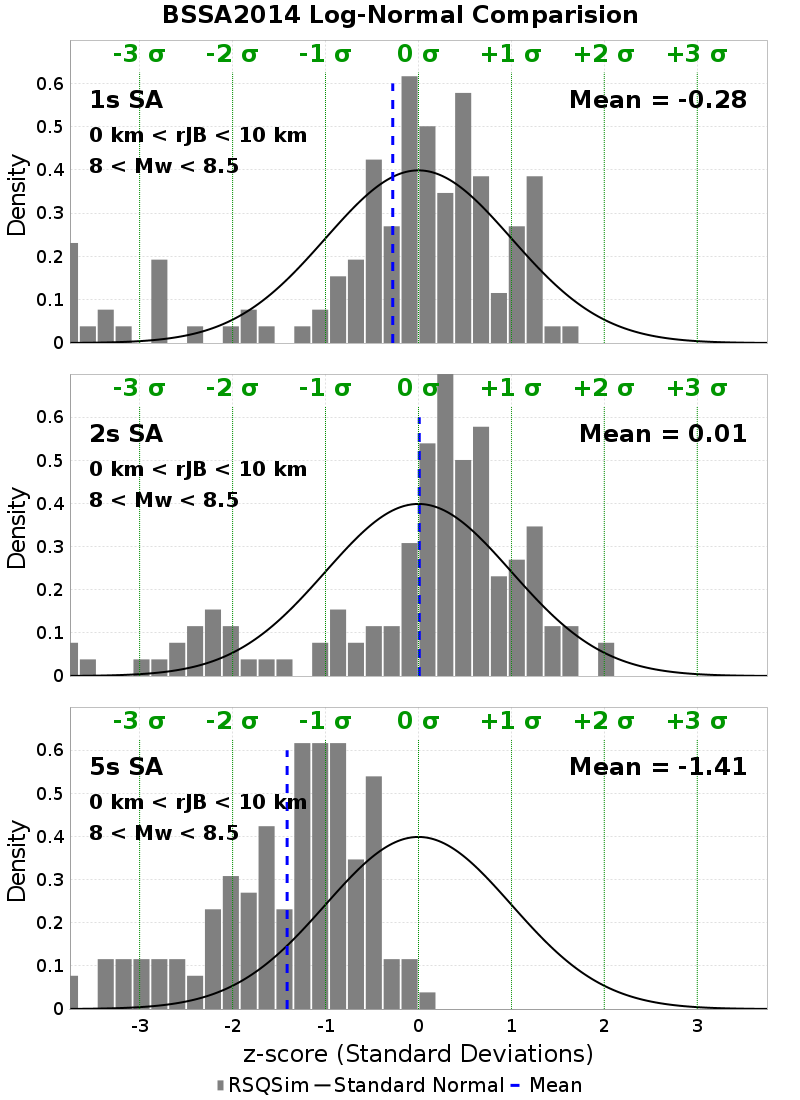 BSSA2014 Log-Normal Comparision
-3 σ -2 σ -1 σ 0 σ +1 σ +2 σ +3 σ
1s SA
Mean = -0.28
0 km < rJB < 10 km
8 < Mw < 8.5
Density
0.6
0.5
0.4
0.3
0.2
0.1
0
-3 σ -2 σ -1 σ 0 σ +1 σ +2 σ +3 σ
2s SA
Mean = 0.01
0 km < rJB < 10 km
8 < Mw < 8.5
Density
0.6
0.5
0.4
0.3
0.2
0.1
0
-3 σ -2 σ -1 σ 0 σ +1 σ +2 σ +3 σ
5s SA
Mean = -1.41
0 km < rJB < 10 km
8 < Mw < 8.5
Density
0.6
0.5
0.4
0.3
0.2
0.1
0
-3 -2 -1 0 1 2 3
z-score (Standard Deviations)
RSQSim Standard Normal Mean